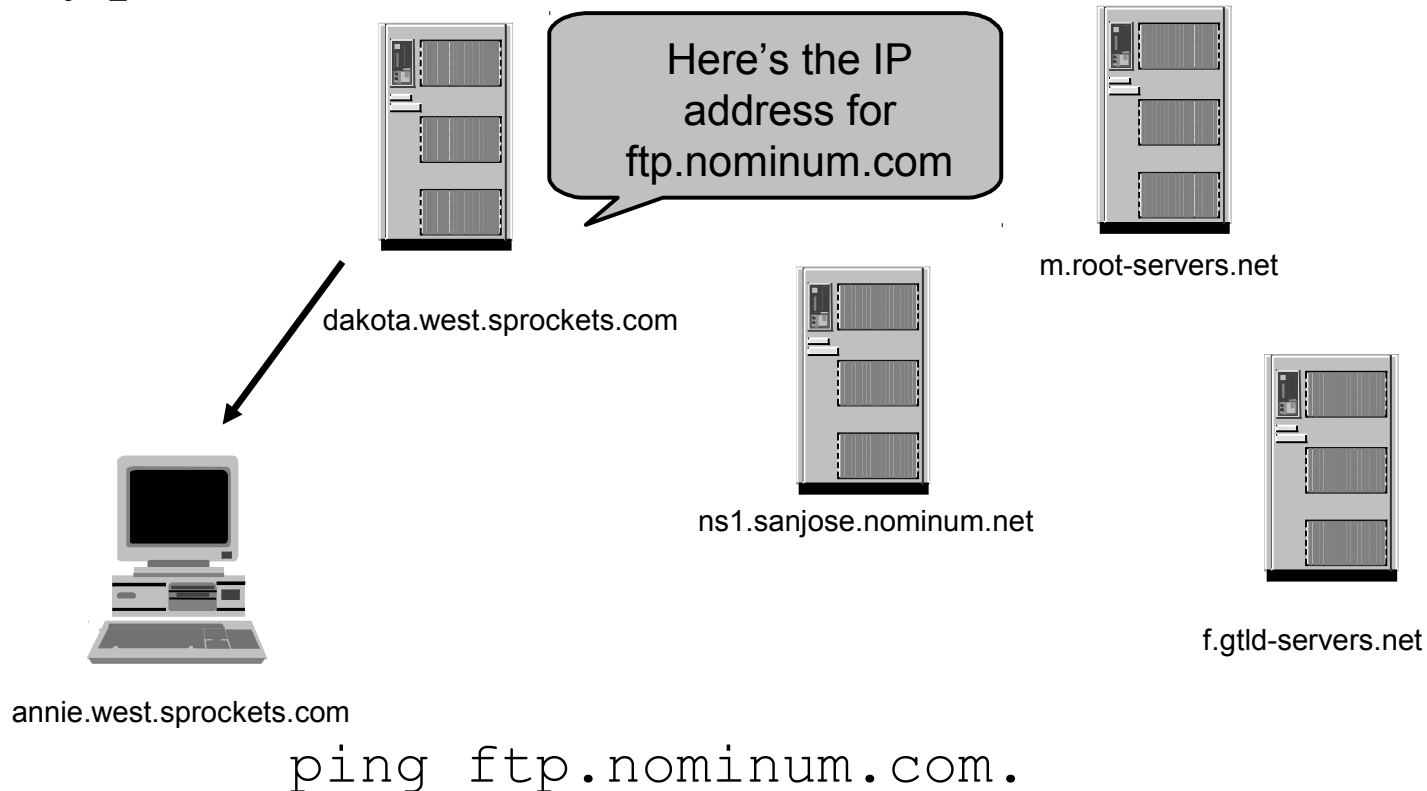 Here's the IP
address for
ftp.nominum.com
m.root-servers.net
dakota.west.sprockets.com
ns1.sanjose.nominum.net
f.gtld-servers.net
annie.west.sprockets.com
ping ftp.nominum.com.